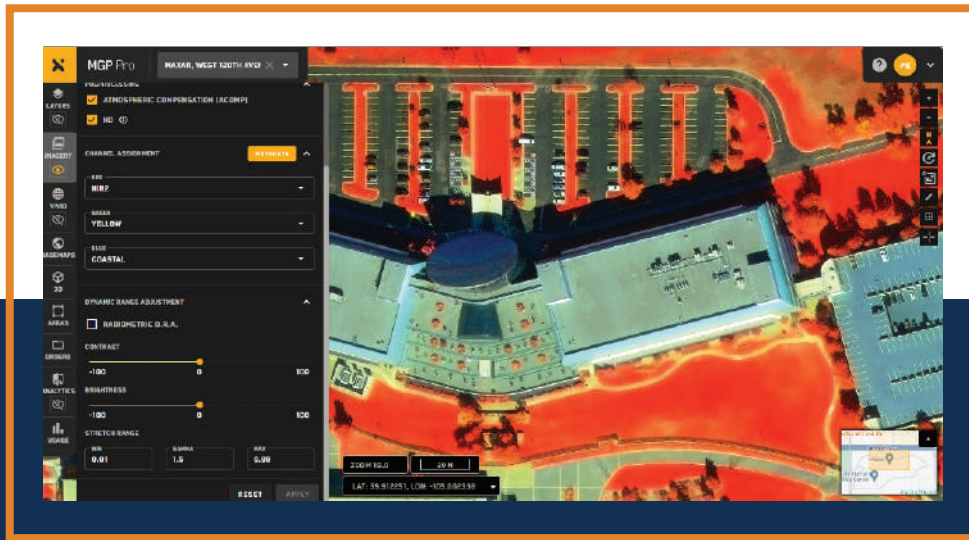 MGP Pro
MAXAR, WEST 120TH AVE
PREPROCESSING
ATMOSPHERIC COMPENSATION (ACOMP)
HD
CHANNEL ASSIGNMENT
METADATA
RED
NIR2
GREEN
YELLOW
BLUE
COASTAL
DYNAMIC RANGE ADJUSTMENT
RADIOMETRIC D.R.A.
CONTRAST
-100 0 100
BRIGHTNESS
-100 0 100
STRETCH RANGE
MIN GAMMA MAX
0.01 1.5 0.99
RESET APPLY
LAYERS
IMAGERY
VIVID
BASEMAPS
3D
AREAS
ORDERS
ANALYTICS
USAGE
20 M
LAT: 39.912251, LON: -105.002338